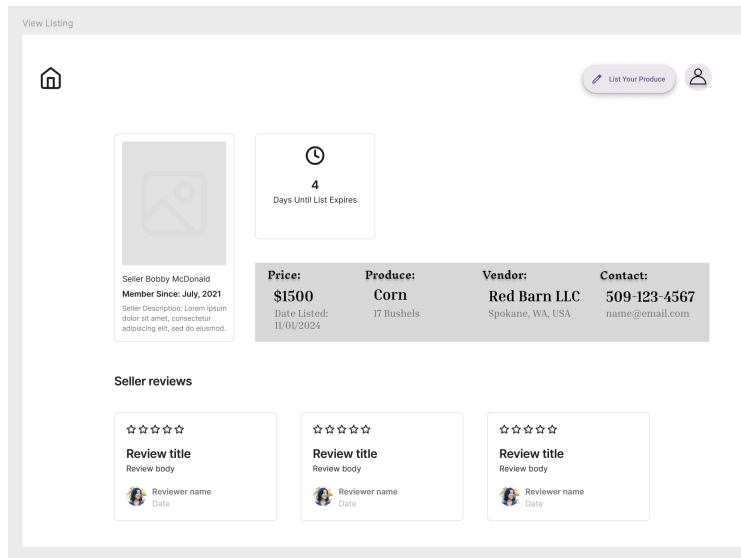 View Listing
List Your Produce
4
Days Until List Expires
Seller Bobby McDonald
Member Since: July, 2021
Seller Description: Lorem ipsum
dolor sit amet, consectetur
adipiscing elit, sed do eiusmod.
Price:
$1500
Date Listed:
11/01/2024
Produce:
Corn
17 Bushels
Vendor:
Red Barn LLC
Spokane, WA, USA
Contact:
509-123-4567
name@email.com
Seller reviews
Review title
Review body
Reviewer name
Date
Review title
Review body
Reviewer name
Date
Review title
Review body
Reviewer name
Date